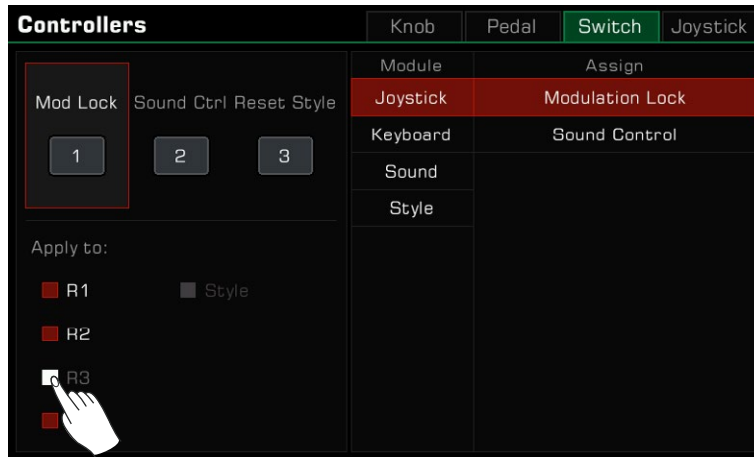 Controllers
Knob
Pedal
Switch
Joystick
Mod Lock
Sound Ctrl
Reset Style
1
2
3
Module
Assign
Joystick
Modulation Lock
Keyboard
Sound Control
Sound
Style
Apply to:
R1
Style
R2
R3